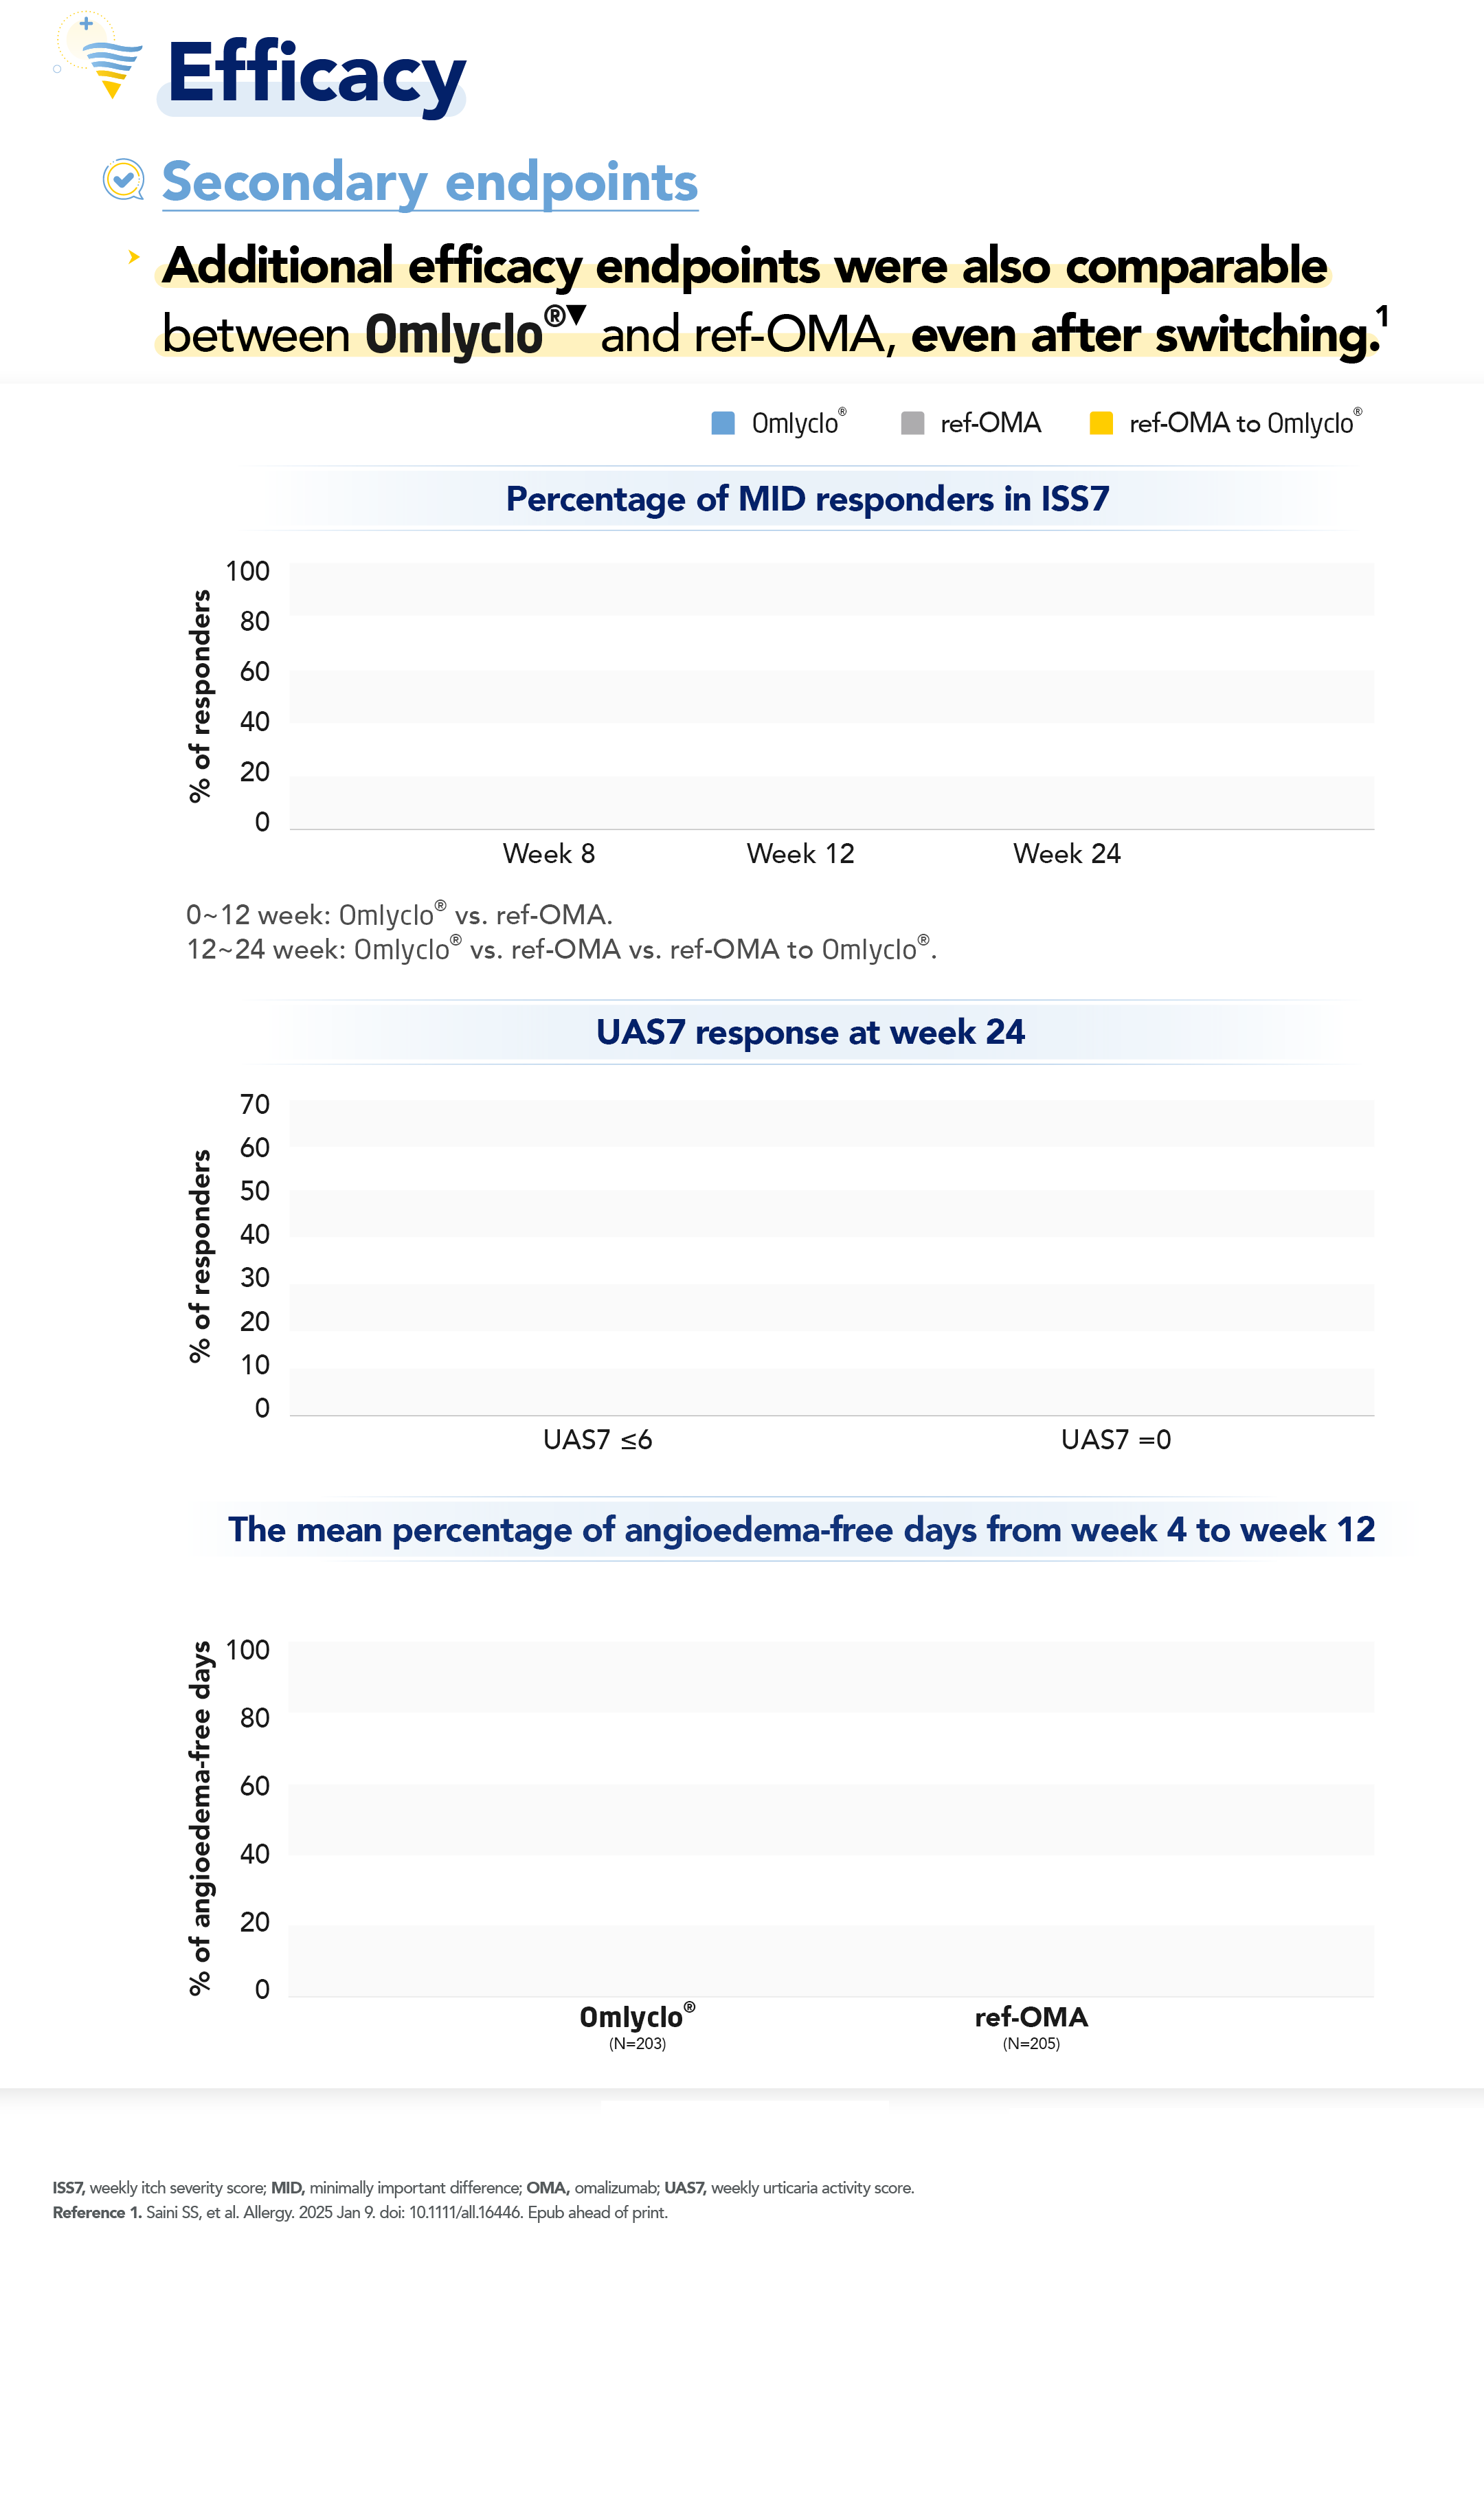 Efficacy
Secondary endpoints
Additional efficacy endpoints were also comparable
between Omlyclo®▼ and ref-OMA, even after switching.¹
Omlyclo® ref-OMA ref-OMA to Omlyclo®
Percentage of MID responders in ISS7
% of responders
100
80
60
40
20
0
Week 8 Week 12 Week 24
0~12 week: Omlyclo® vs. ref-OMA.
12~24 week: Omlyclo® vs. ref-OMA vs. ref-OMA to Omlyclo®.
UAS7 response at week 24
% of responders
70
60
50
40
30
20
10
0
UAS7 ≤6 UAS7 =0
The mean percentage of angioedema-free days from week 4 to week 12
% of angioedema-free days
100
80
60
40
20
0
Omlyclo® ref-OMA
(N=203) (N=205)
ISS7, weekly itch severity score; MID, minimally important difference; OMA, omalizumab; UAS7, weekly urticaria activity score.
Reference 1. Saini SS, et al. Allergy. 2025 Jan 9. doi: 10.1111/all.16446. Epub ahead of print.